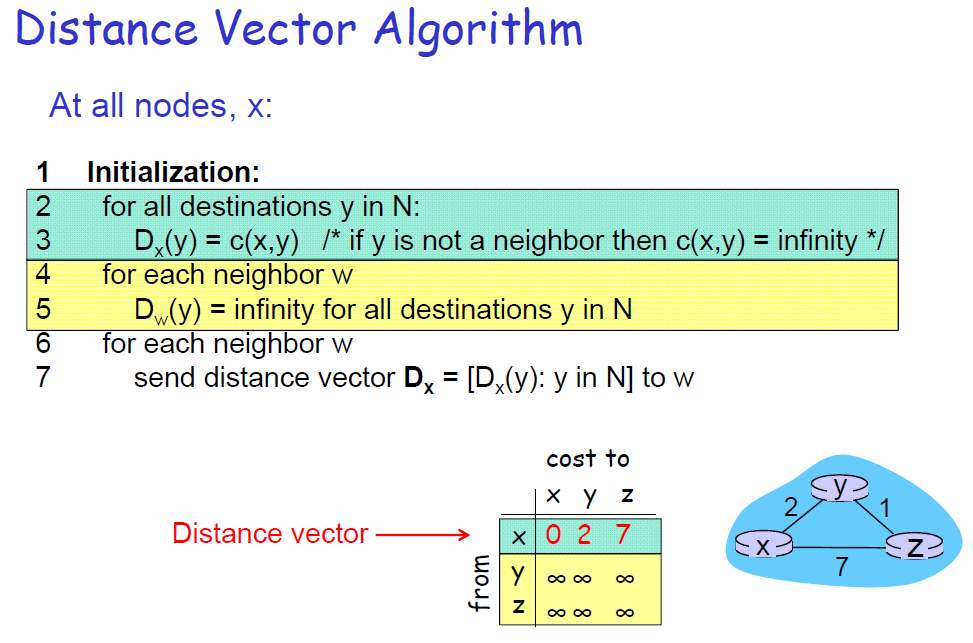 Distance Vector Algorithm
At all nodes, x:
1 Initialization:
2 for all destinations y in N:
3 Dx(y) = c(x,y) /* if y is not a neighbor then c(x,y) = infinity */
4 for each neighbor w
5 Dw(y) = infinity for all destinations y in N
6 for each neighbor w
7 send distance vector Dx = [Dx(y): y in N] to w
cost to
x y z
Distance vector
x 0 2 7
from
y ∞ ∞ ∞
z ∞ ∞ ∞
y
2 1
x z
7